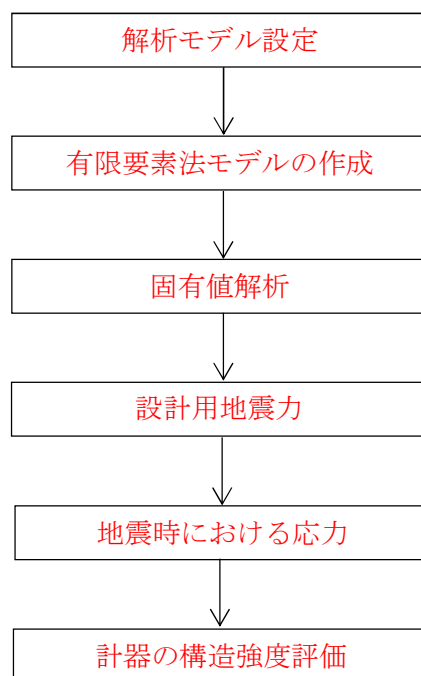 解析モデル設定
有限要素法モデルの作成
固有値解析
設計用地震力
地震時における応力
計器の構造強度評価